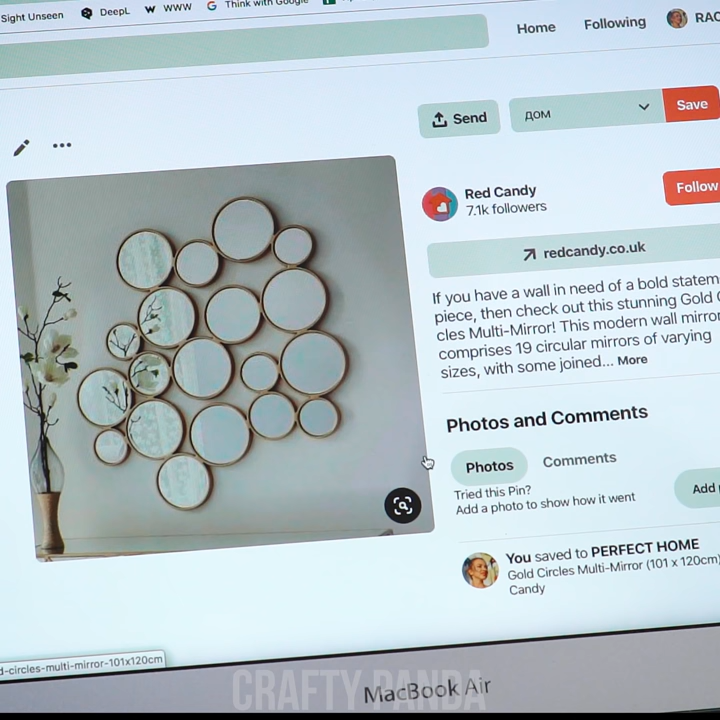 Sight Unseen DeepL WWW Think with Google
Home Following RAC
Send дом Save
Red Candy
7.1k followers
Follow
redcandy.co.uk
If you have a wall in need of a bold statem
piece, then check out this stunning Gold C
cles Multi-Mirror! This modern wall mirror
comprises 19 circular mirrors of varying
sizes, with some joined... More
Photos and Comments
Photos Comments
Tried this Pin?
Add a photo to show how it went
Add
You saved to PERFECT HOME
Gold Circles Multi-Mirror (101 x 120cm)
Candy
d-circles-multi-mirror-101x120cm
CRAFTY PANDA
MacBook Air